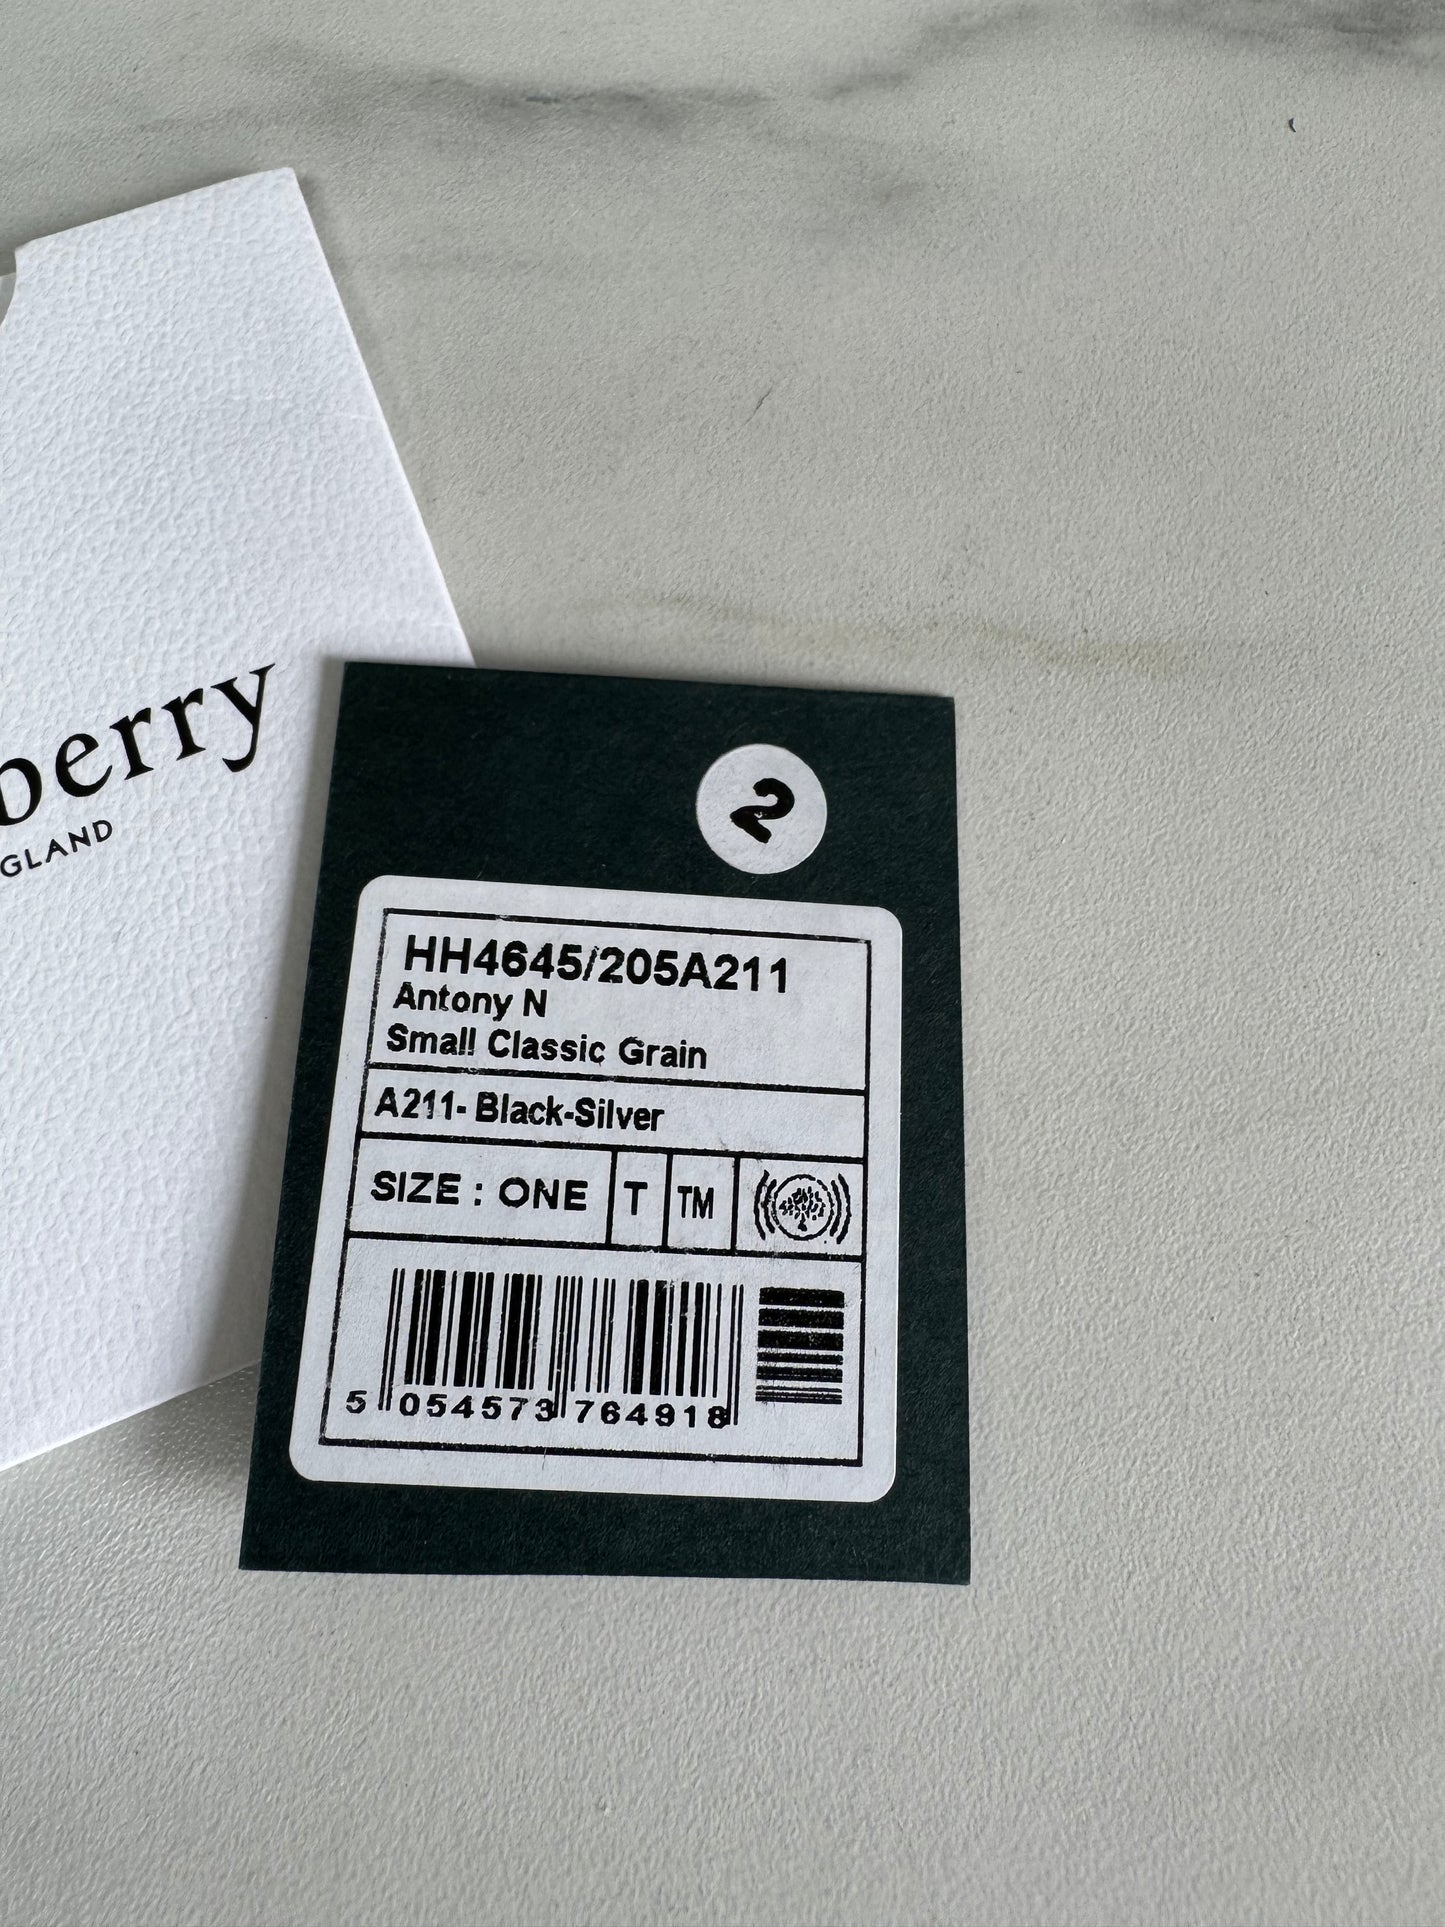 berry
GLAND
2
HH4645/205A211
Antony N
Small Classic Grain
A211- Black-Silver
SIZE : ONE T TM
5 054573 764918